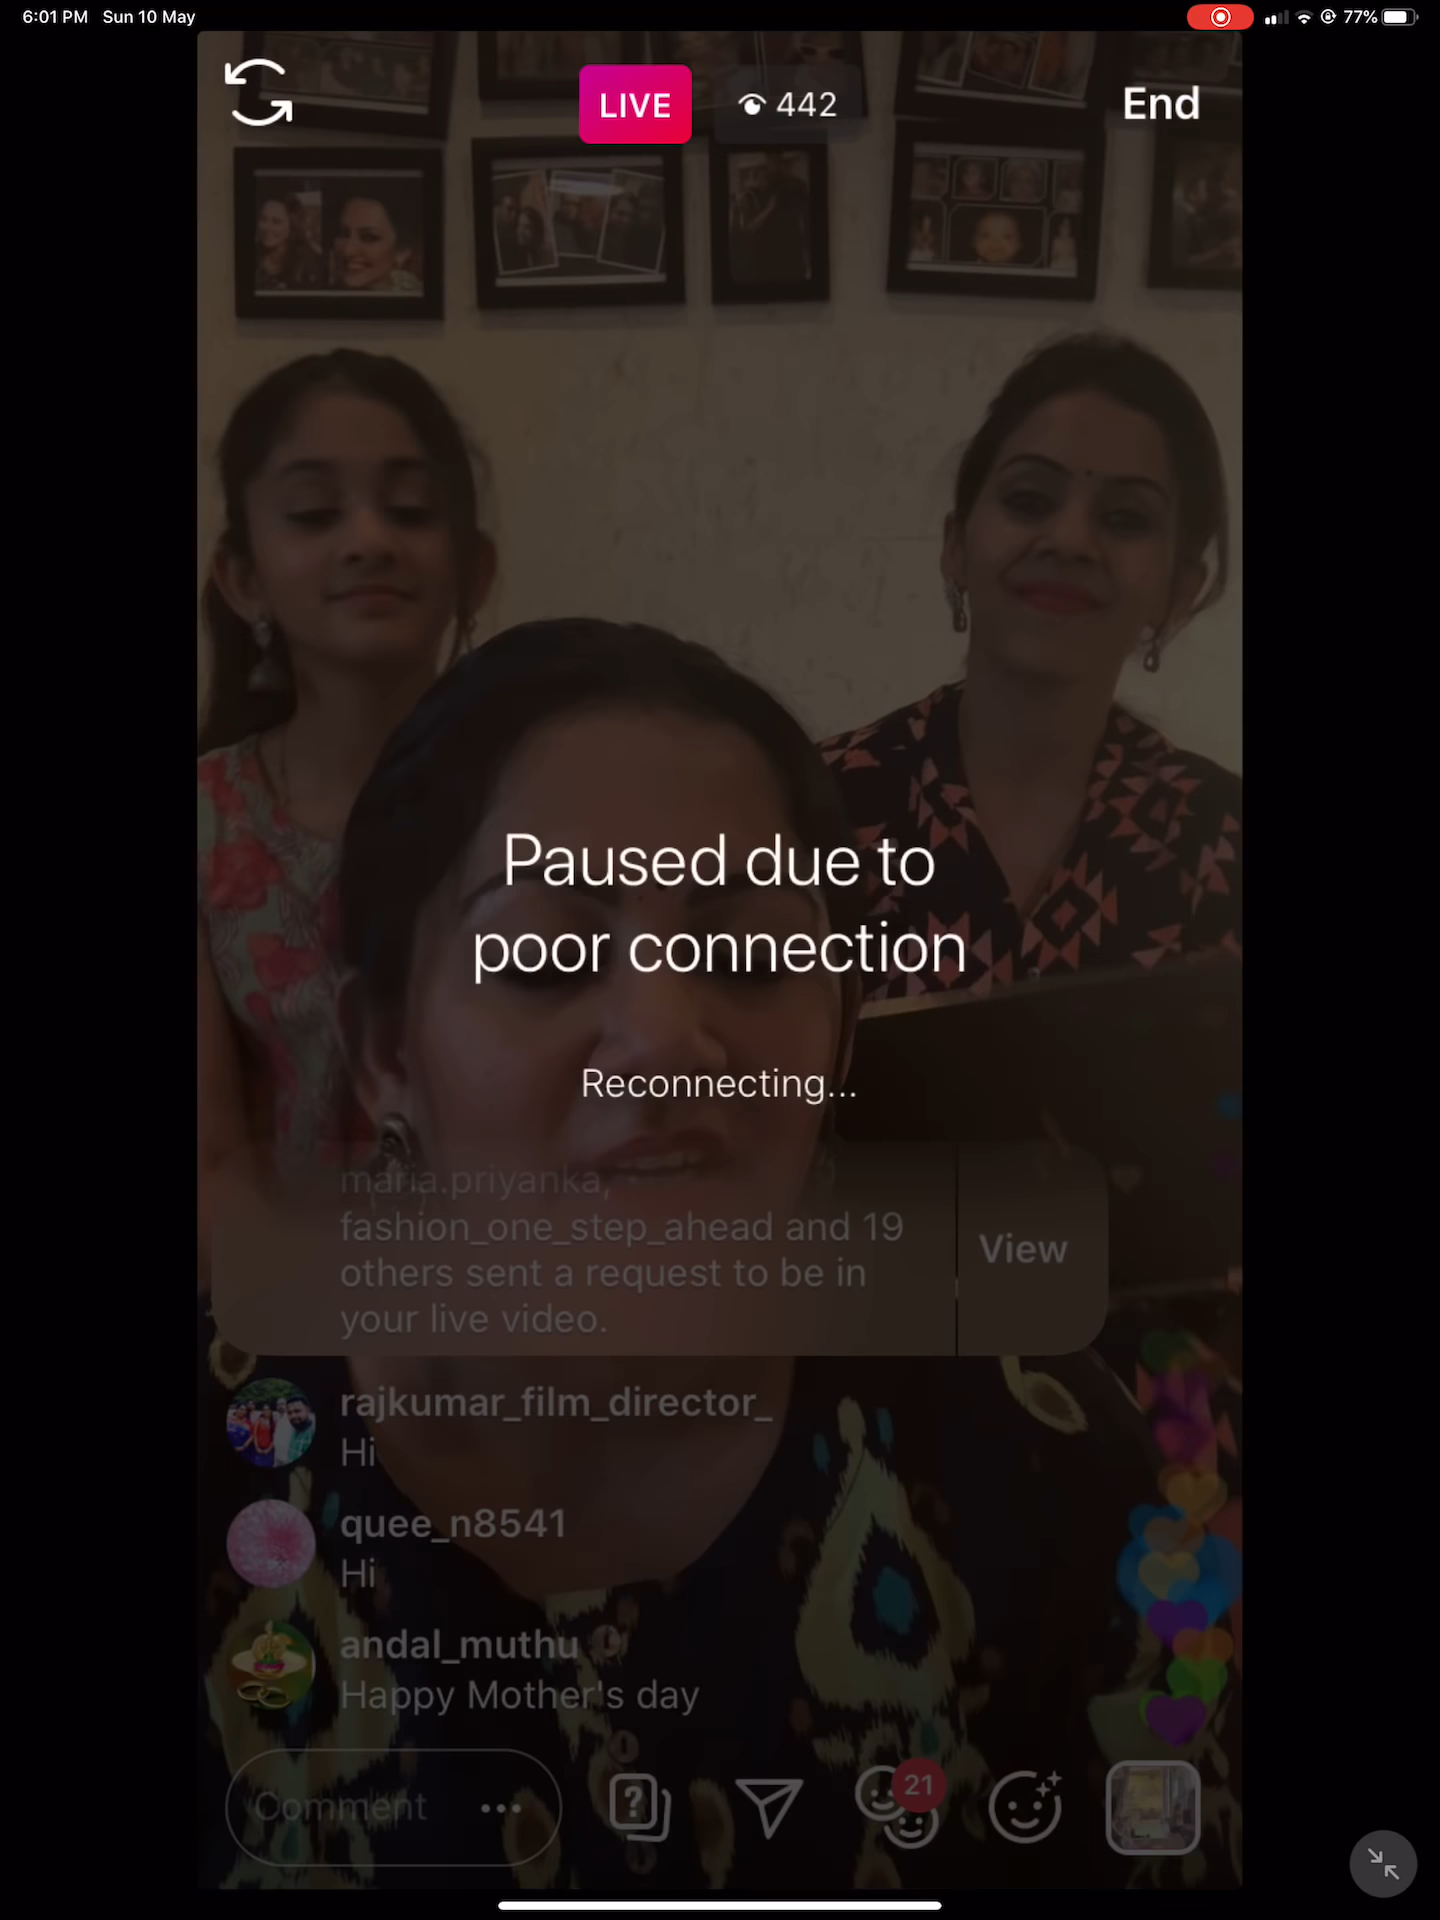 6:01 PM Sun 10 May
77%
LIVE
442
End
Paused due to
poor connection
Reconnecting...
maria.priyanka,
fashion_one_step_ahead and 19
others sent a request to be in
your live video.
View
rajkumar_film_director_
Hi
quee_n8541
Hi
andal_muthu
Happy Mother's day
Comment
21